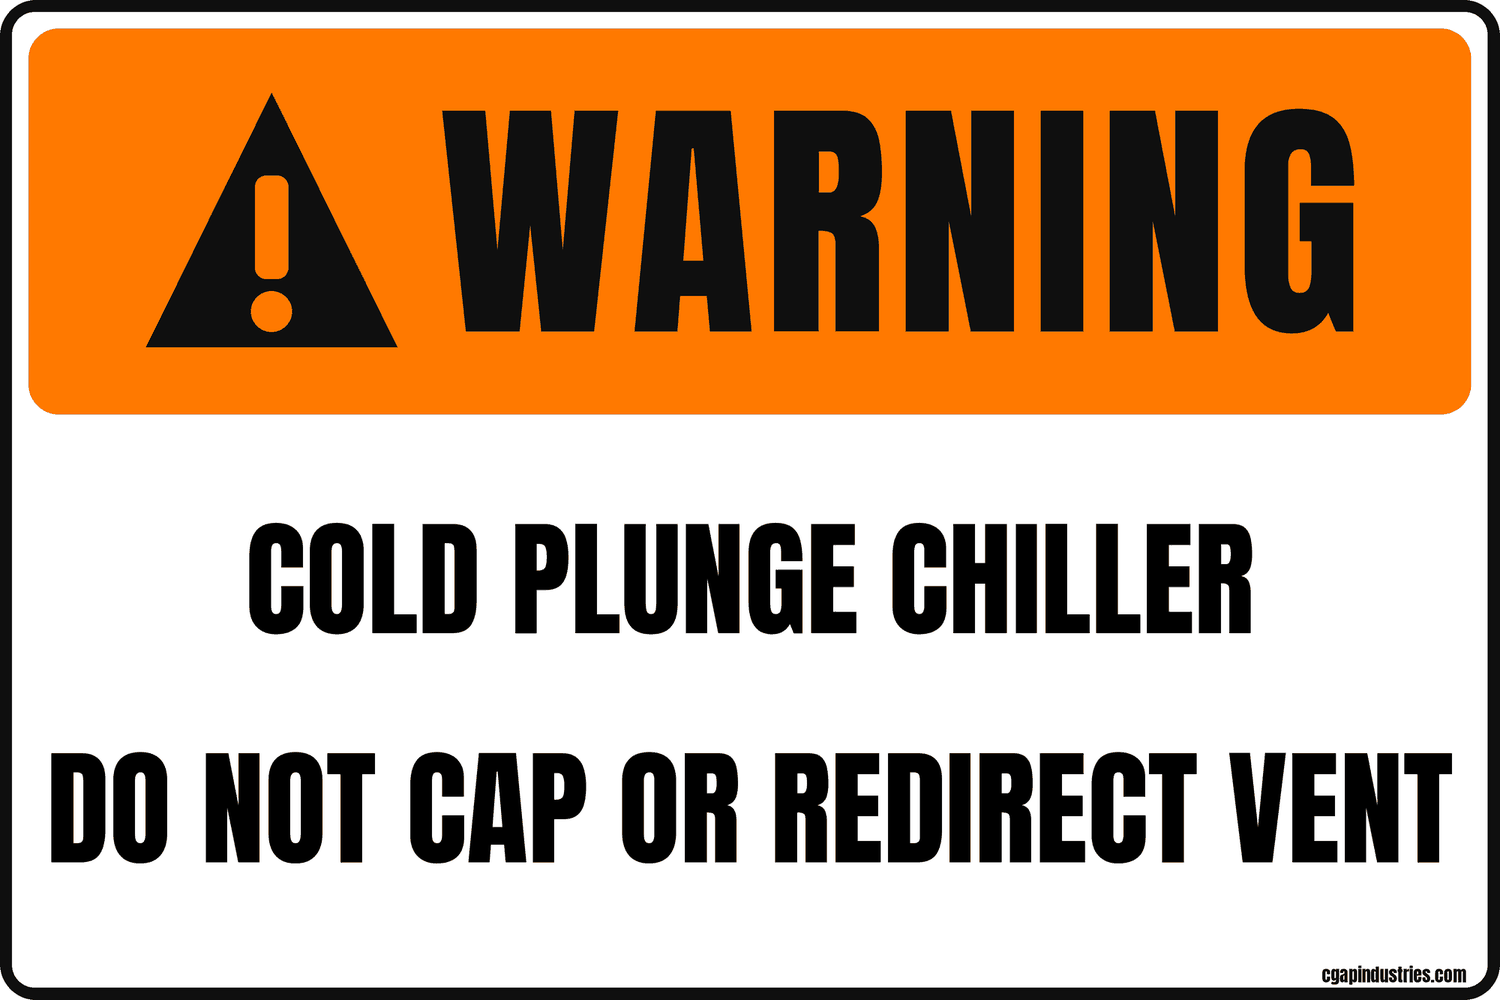 WARNING
COLD PLUNGE CHILLER
DO NOT CAP OR REDIRECT VENT
cgapindustries.com